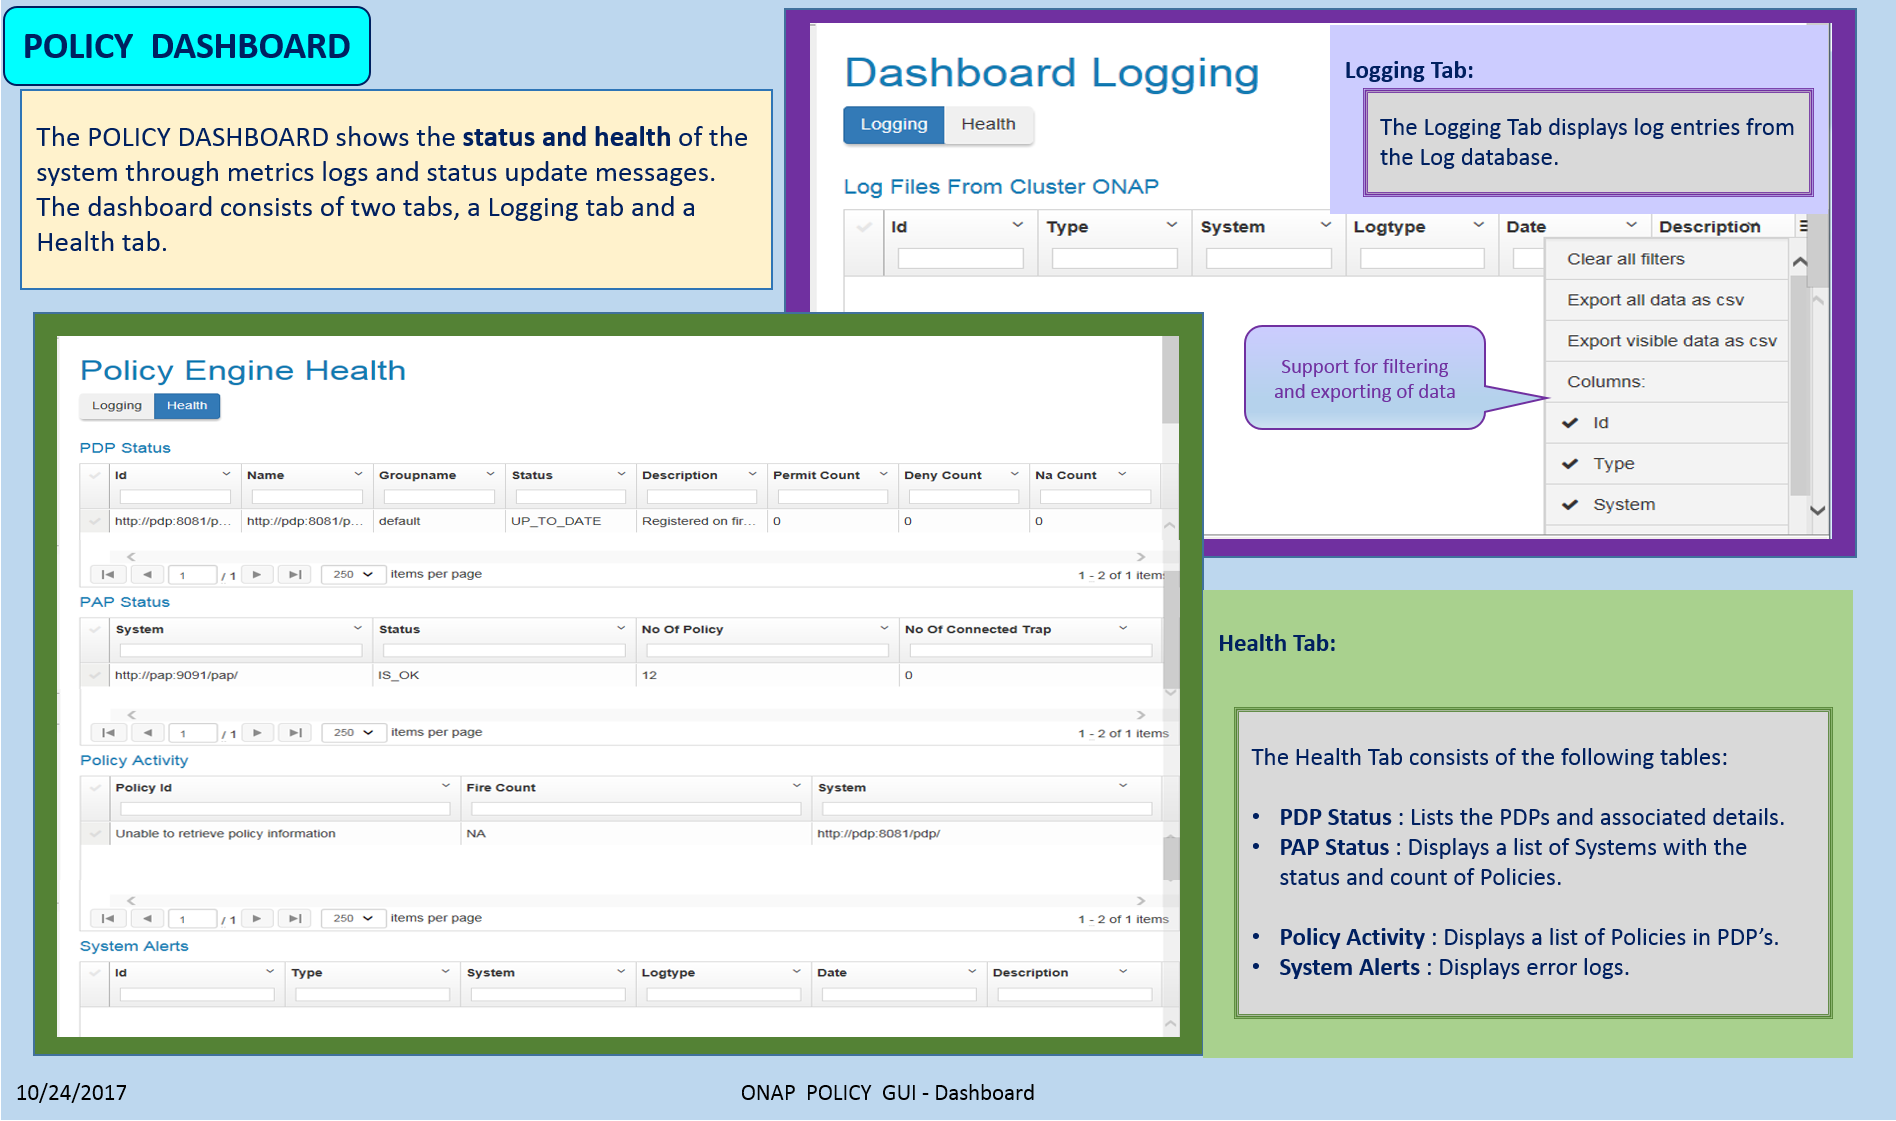 POLICY DASHBOARD
The POLICY DASHBOARD shows the status and health of the
system through metrics logs and status update messages.
The dashboard consists of two tabs, a Logging tab and a
Health tab.
Dashboard Logging
Logging Health
Log Files From Cluster ONAP
Id Type System Logtype Date Description
Clear all filters
Export all data as csv
Export visible data as csv
Columns:
Id
Type
System
Logging Tab:
The Logging Tab displays log entries from
the Log database.
Support for filtering
and exporting of data
Policy Engine Health
Logging Health
PDP Status
Id Name Groupname Status Description Permit Count Deny Count Na Count
http://pdp:8081/p... http://pdp:8081/p... default UP_TO_DATE Registered on fir... 0 0 0
1 / 1 250 items per page 1 - 2 of 1 items
PAP Status
System Status No Of Policy No Of Connected Trap
http://pap:9091/pap/ IS_OK 12 0
1 / 1 250 items per page 1 - 2 of 1 items
Policy Activity
Policy Id Fire Count System
Unable to retrieve policy information NA http://pdp:8081/pdp/
1 / 1 250 items per page 1 - 2 of 1 items
System Alerts
Id Type System Logtype Date Description
Health Tab:
The Health Tab consists of the following tables:
• PDP Status : Lists the PDPs and associated details.
• PAP Status : Displays a list of Systems with the
status and count of Policies.
• Policy Activity : Displays a list of Policies in PDP’s.
• System Alerts : Displays error logs.
10/24/2017
ONAP POLICY GUI - Dashboard